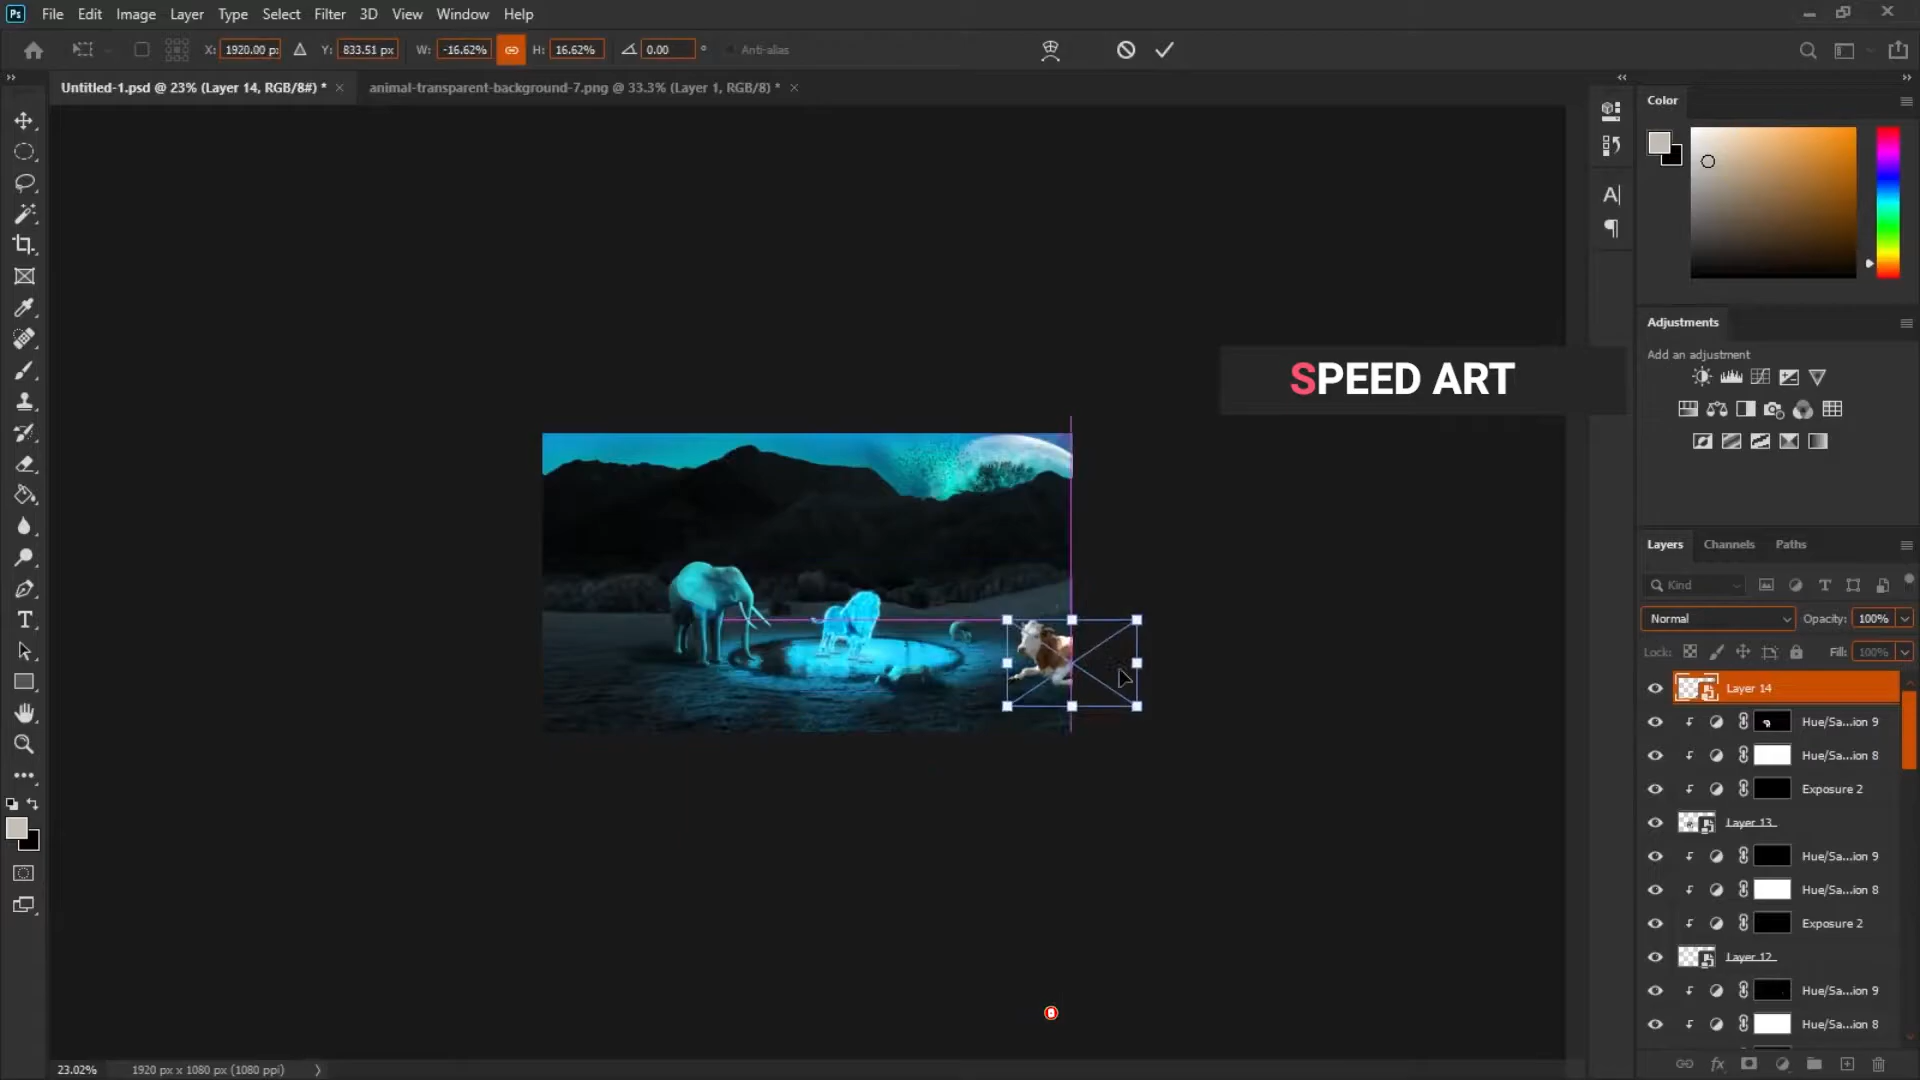 Ps File Edit Image Layer Type Select Filter 3D View Window Help
X: 1920.00 p: Y: 833.51 px W: -16.62% H: 16.62% 0.00 ° Anti-alias
Untitled-1.psd @ 23% (Layer 14, RGB/8#) * × animal-transparent-background-7.png @ 33.3% (Layer 1, RGB/8) * ×
Color
Adjustments
Add an adjustment
SPEED ART
Layers Channels Paths
Kind
Normal Opacity: 100%
Lock: Fill: 100%
Layer 14
Hue/Sa...ion 9
Hue/Sa...ion 8
Exposure 2
Layer 13
Hue/Sa...ion 9
Hue/Sa...ion 8
Exposure 2
Layer 12
Hue/Sa...ion 9
Hue/Sa...ion 8
23.02% 1920 px x 1080 px (1080 ppi)